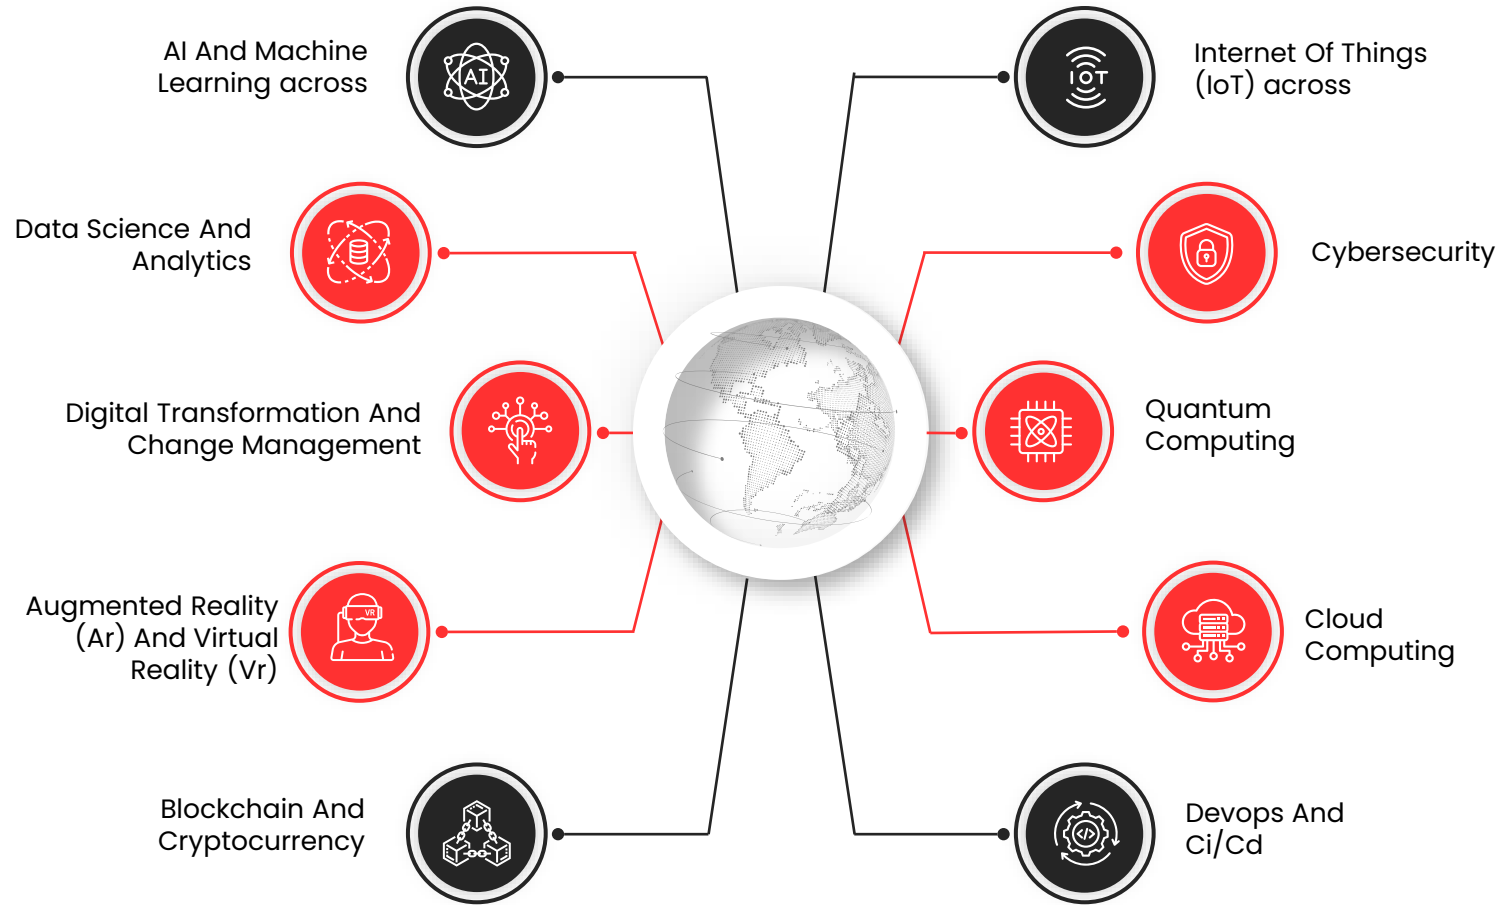 AI And Machine
Learning across
AI
IOT
Internet Of Things
(IoT) across
Data Science And
Analytics
Cybersecurity
Digital Transformation And
Change Management
Quantum
Computing
Augmented Reality
(Ar) And Virtual
Reality (Vr)
VR
Cloud
Computing
Blockchain And
Cryptocurrency
</>
Devops And
Ci/Cd